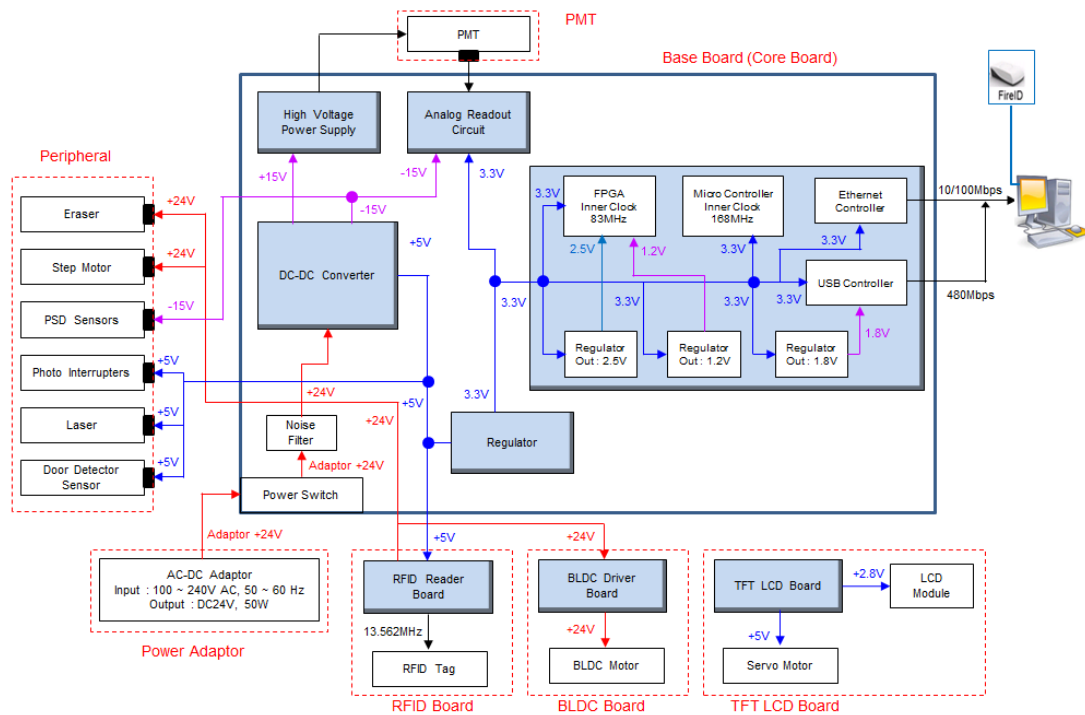 PMT
PMT
Base Board (Core Board)
FireID
High Voltage
Power Supply
Analog Readout
Circuit
Peripheral
+15V
-15V
3.3V
-15V
Eraser
+24V
Step Motor
+24V
PSD Sensors
-15V
Photo Interrupters
+5V
Laser
+5V
Door Detector
Sensor
+5V
DC-DC Converter
+5V
3.3V
FPGA
Inner Clock
83MHz
Micro Controller
Inner Clock
168MHz
Ethernet
Controller
10/100Mbps
2.5V
1.2V
3.3V
3.3V
USB Controller
480Mbps
3.3V
3.3V
3.3V
3.3V
3.3V
1.8V
Regulator
Out : 2.5V
Regulator
Out : 1.2V
Regulator
Out : 1.8V
+24V
+5V
3.3V
Noise
Filter
+24V
Regulator
Adaptor +24V
Power Switch
Adaptor +24V
+5V
+24V
AC-DC Adaptor
Input : 100 ~ 240V AC, 50 ~ 60 Hz
Output : DC24V, 50W
Power Adaptor
RFID Reader
Board
13.562MHz
RFID Tag
RFID Board
BLDC Driver
Board
+24V
BLDC Motor
BLDC Board
TFT LCD Board
+2.8V
LCD
Module
+5V
Servo Motor
TFT LCD Board